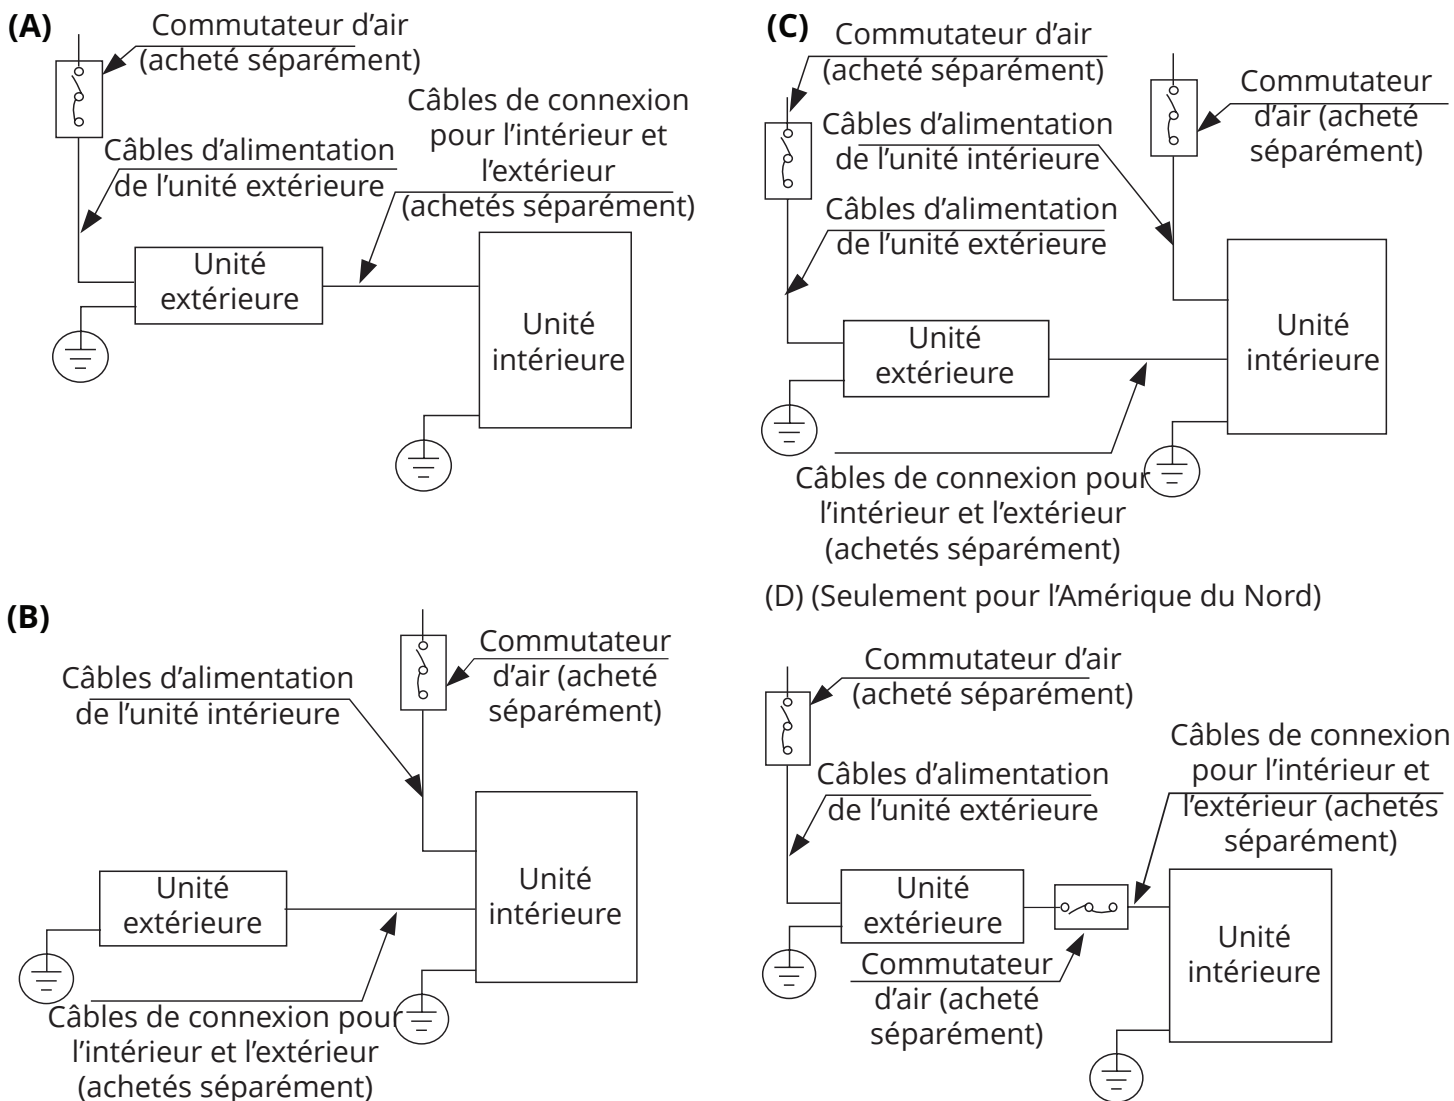 (A)
Commutateur d’air
(acheté séparément)
Câbles de connexion
pour l’intérieur et
l’extérieur
(achetés séparément)
Câbles d’alimentation
de l’unité extérieure
Unité
extérieure
Unité
intérieure
(B)
Commutateur
d’air (acheté
séparément)
Câbles d’alimentation
de l’unité intérieure
Unité
extérieure
Unité
intérieure
Câbles de connexion pour
l’intérieur et l’extérieur
(achetés séparément)
(C)
Commutateur d’air
(acheté séparément)
Commutateur
d’air (acheté
séparément)
Câbles d’alimentation
de l’unité intérieure
Câbles d’alimentation
de l’unité extérieure
Unité
extérieure
Unité
intérieure
Câbles de connexion pour
l’intérieur et l’extérieur
(achetés séparément)
(D) (Seulement pour l’Amérique du Nord)
Commutateur d’air
(acheté séparément)
Câbles de connexion
pour l’intérieur et
l’extérieur (achetés
séparément)
Câbles d’alimentation
de l’unité extérieure
Unité
extérieure
Commutateur
d’air (acheté
séparément)
Unité
intérieure